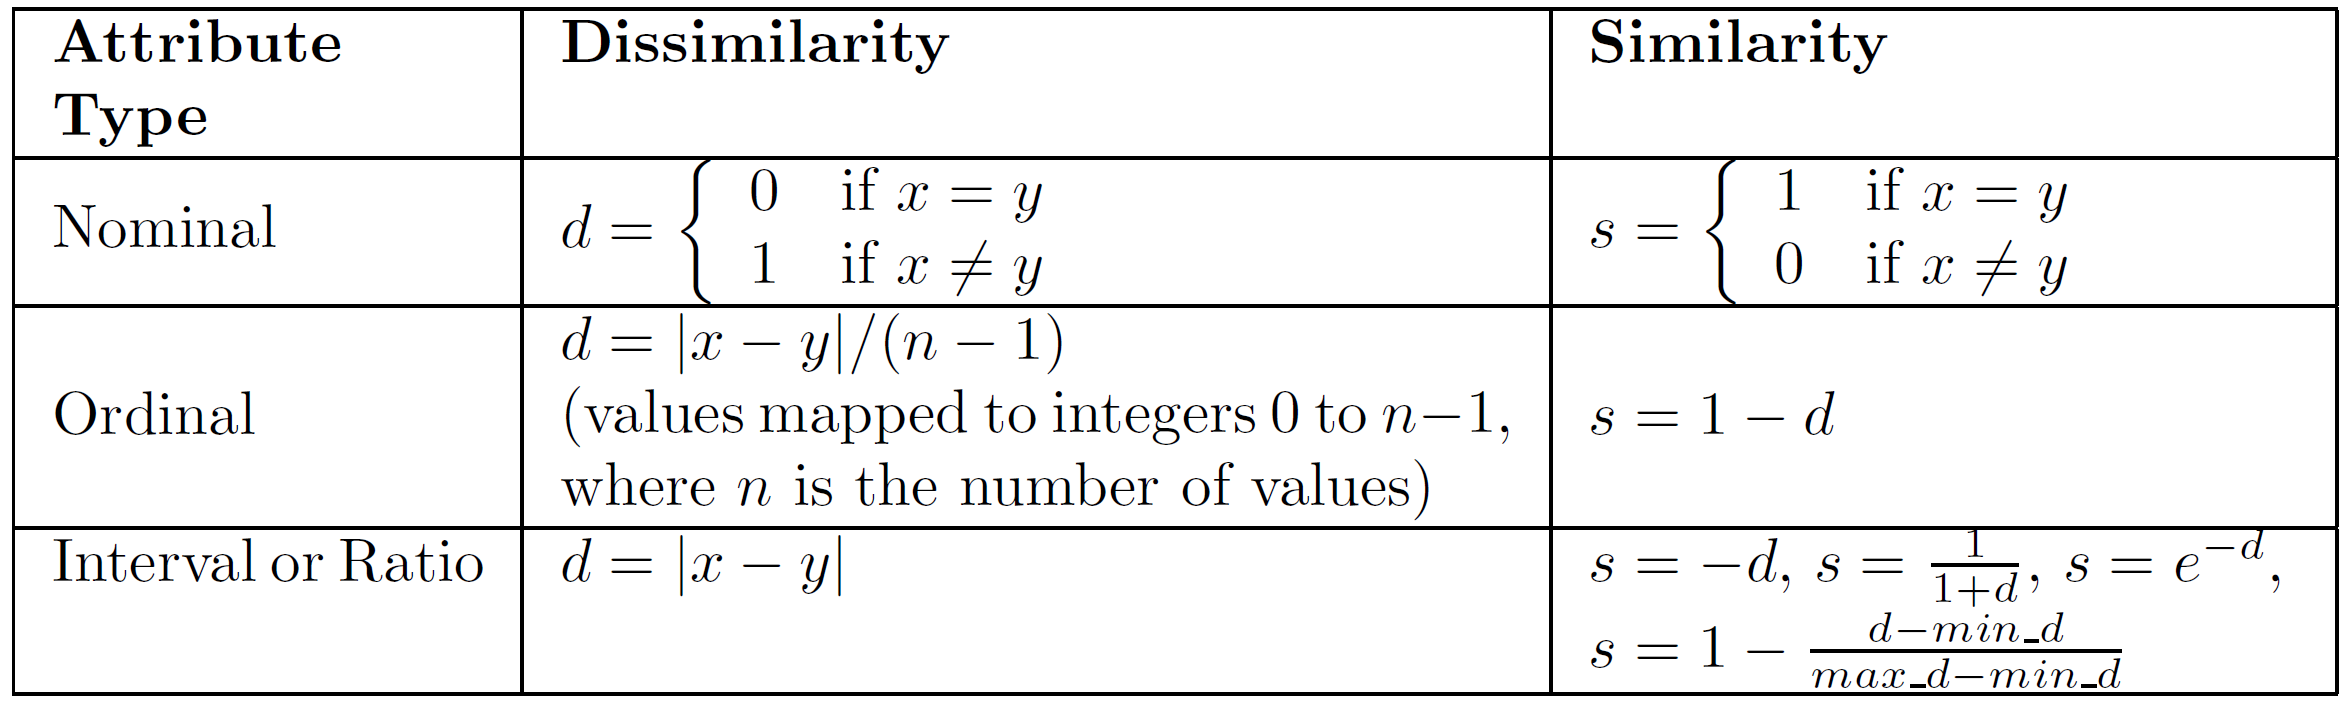 Attribute Type
Dissimilarity
Similarity
Nominal
d = { 0 if x = y
1 if x ≠ y
s = { 1 if x = y
0 if x ≠ y
Ordinal
d = |x − y|/(n − 1)
(values mapped to integers 0 to n−1,
where n is the number of values)
s = 1 − d
Interval or Ratio
d = |x − y|
s = −d, s = 1/(1+d), s = e^{−d},
s = 1 − (d−min_d)/(max_d−min_d)